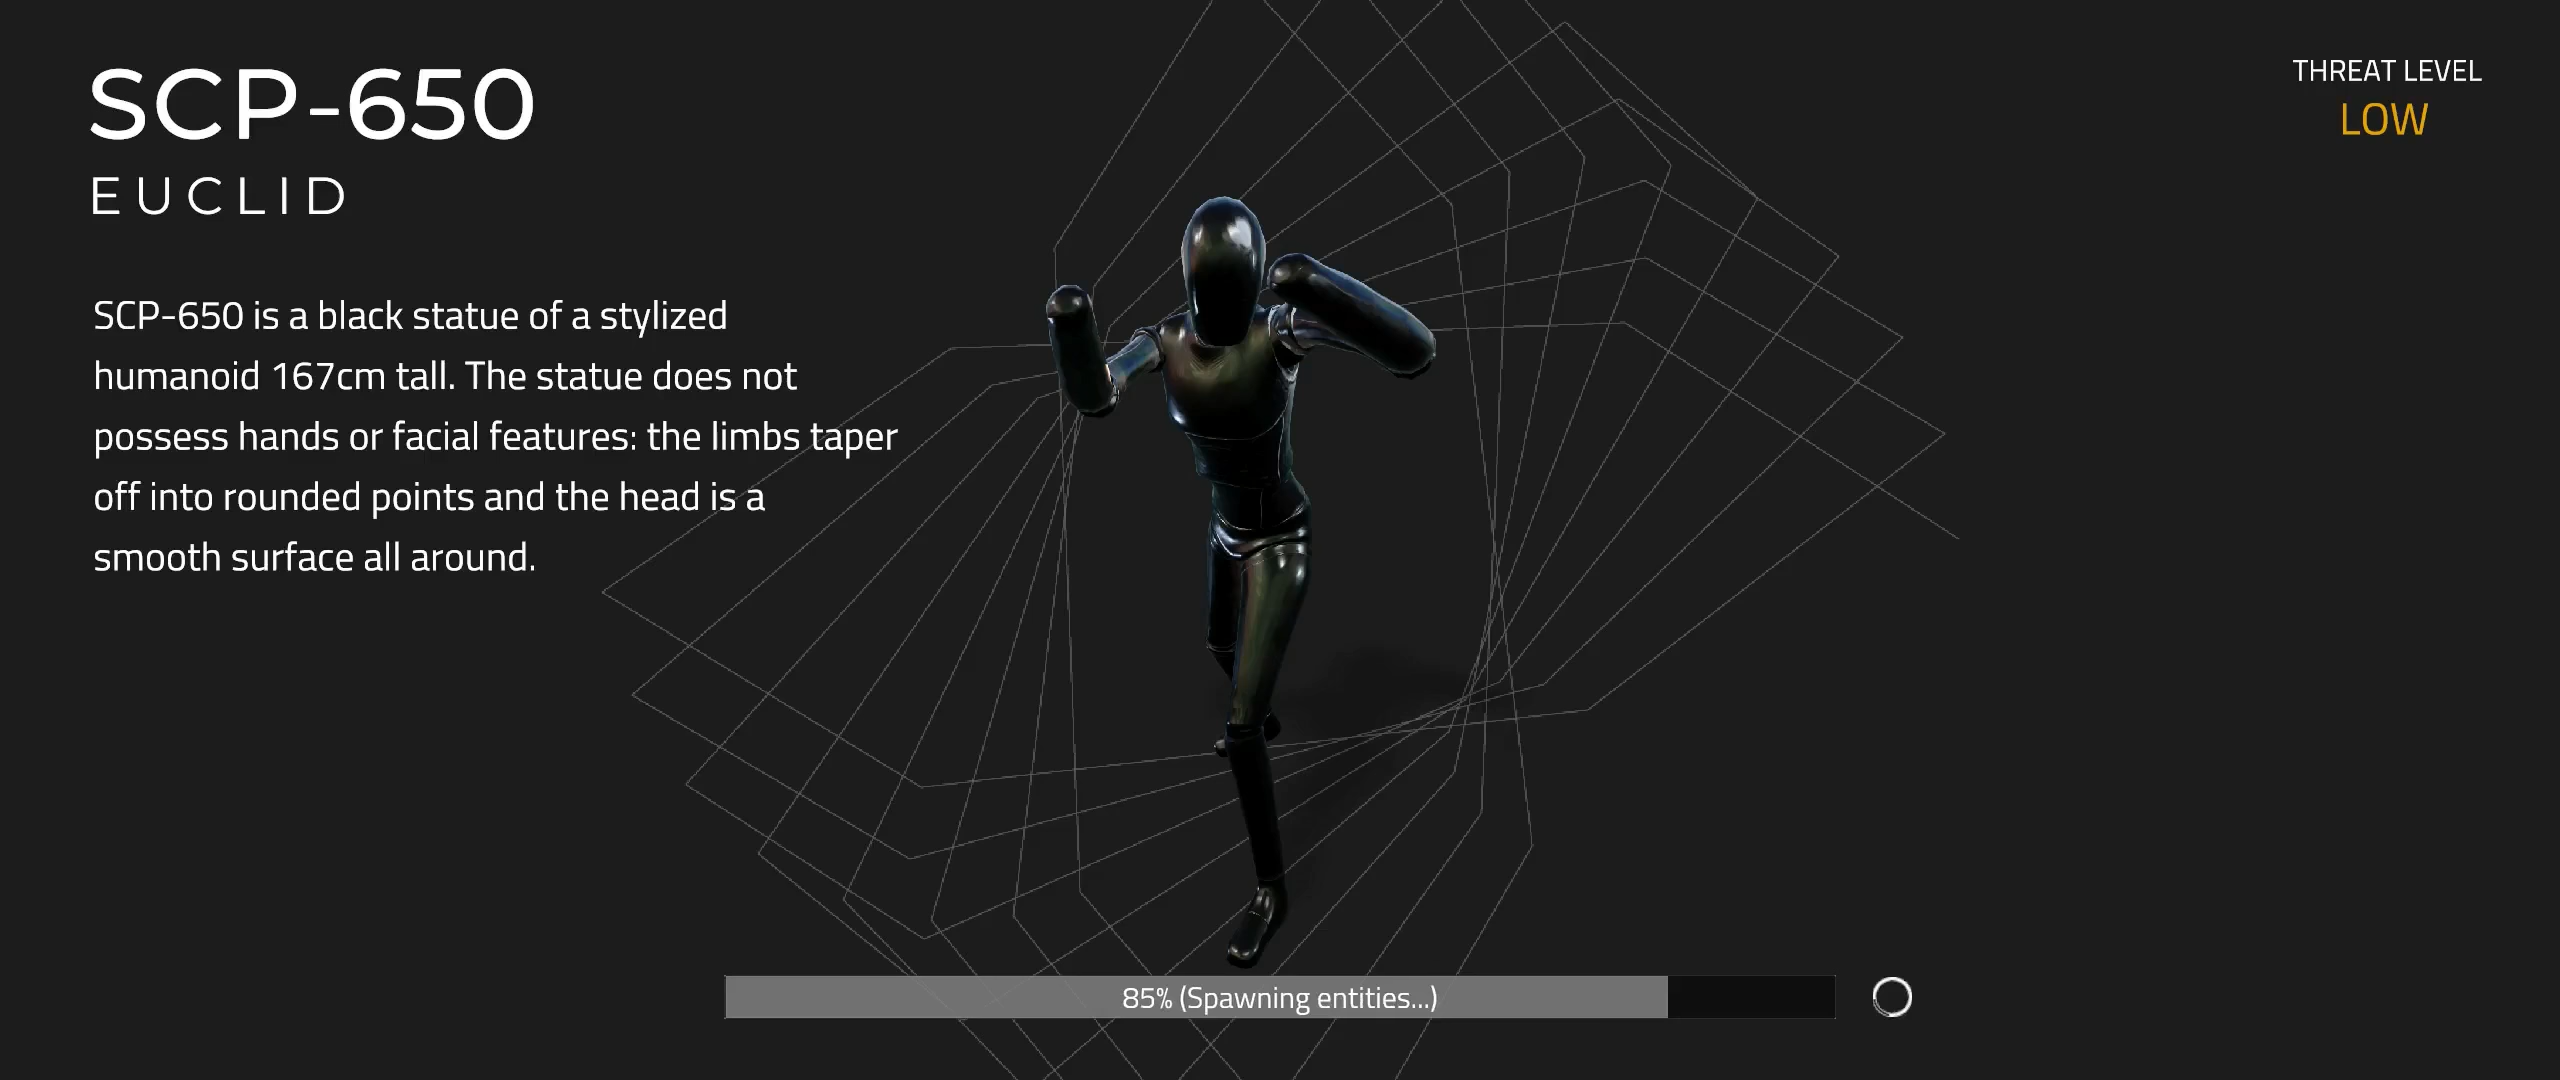 SCP-650
EUCLID
THREAT LEVEL
LOW
SCP-650 is a black statue of a stylized
humanoid 167cm tall. The statue does not
possess hands or facial features: the limbs taper
off into rounded points and the head is a
smooth surface all around.
85% (Spawning entities...)